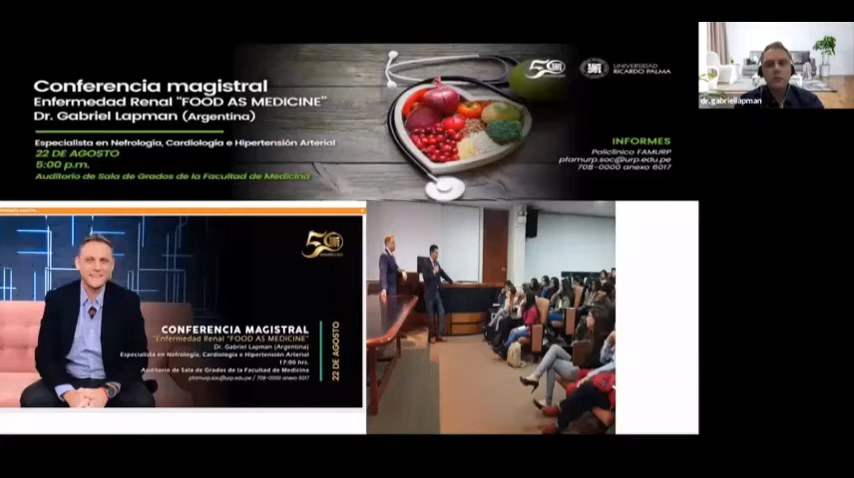 Conferencia magistral
Enfermedad Renal "FOOD AS MEDICINE"
Dr. Gabriel Lapman (Argentina)
Especialista en Nefrología, Cardiología e Hipertensión Arterial
22 DE AGOSTO
5:00 p.m.
Auditorio de Sala de Grados de la Facultad de Medicina
UNIVERSIDAD
RICARDO PALMA
INFORMES
Policlínico FAMURP
pfamurp.soc@urp.edu.pe
708-0000 anexo 6017
dr.gabriellapman
CONFERENCIA MAGISTRAL
"Enfermedad Renal "FOOD AS MEDICINE"
Dr. Gabriel Lapman (Argentina)
Especialista en Nefrología, Cardiología e Hipertensión Arterial
17:00 hrs.
Auditorio de Sala de Grados de la Facultad de Medicina
pfamurp.soc@urp.edu.pe / 708-0000 anexo 6017
22 DE AGOSTO